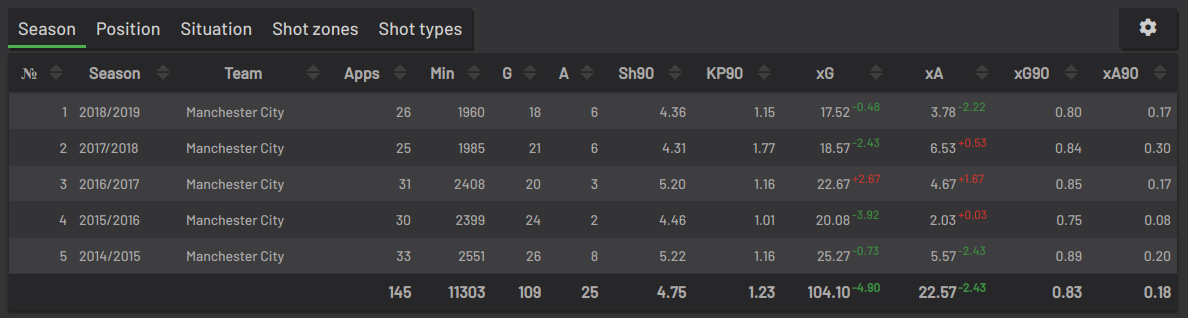 Season Position Situation Shot zones Shot types
№ Season Team Apps Min G A Sh90 KP90 xG xA xG90 xA90
1 2018/2019 Manchester City 26 1960 18 6 4.36 1.15 17.52 -0.48 3.78 -2.22 0.80 0.17
2 2017/2018 Manchester City 25 1985 21 6 4.31 1.77 18.57 -2.43 6.53 +0.53 0.84 0.30
3 2016/2017 Manchester City 31 2408 20 3 5.20 1.16 22.67 +2.67 4.67 +1.67 0.85 0.17
4 2015/2016 Manchester City 30 2399 24 2 4.46 1.01 20.08 -3.92 2.03 +0.03 0.75 0.08
5 2014/2015 Manchester City 33 2551 26 8 5.22 1.16 25.27 -0.73 5.57 -2.43 0.89 0.20
145 11303 109 25 4.75 1.23 104.10 -4.90 22.57 -2.43 0.83 0.18